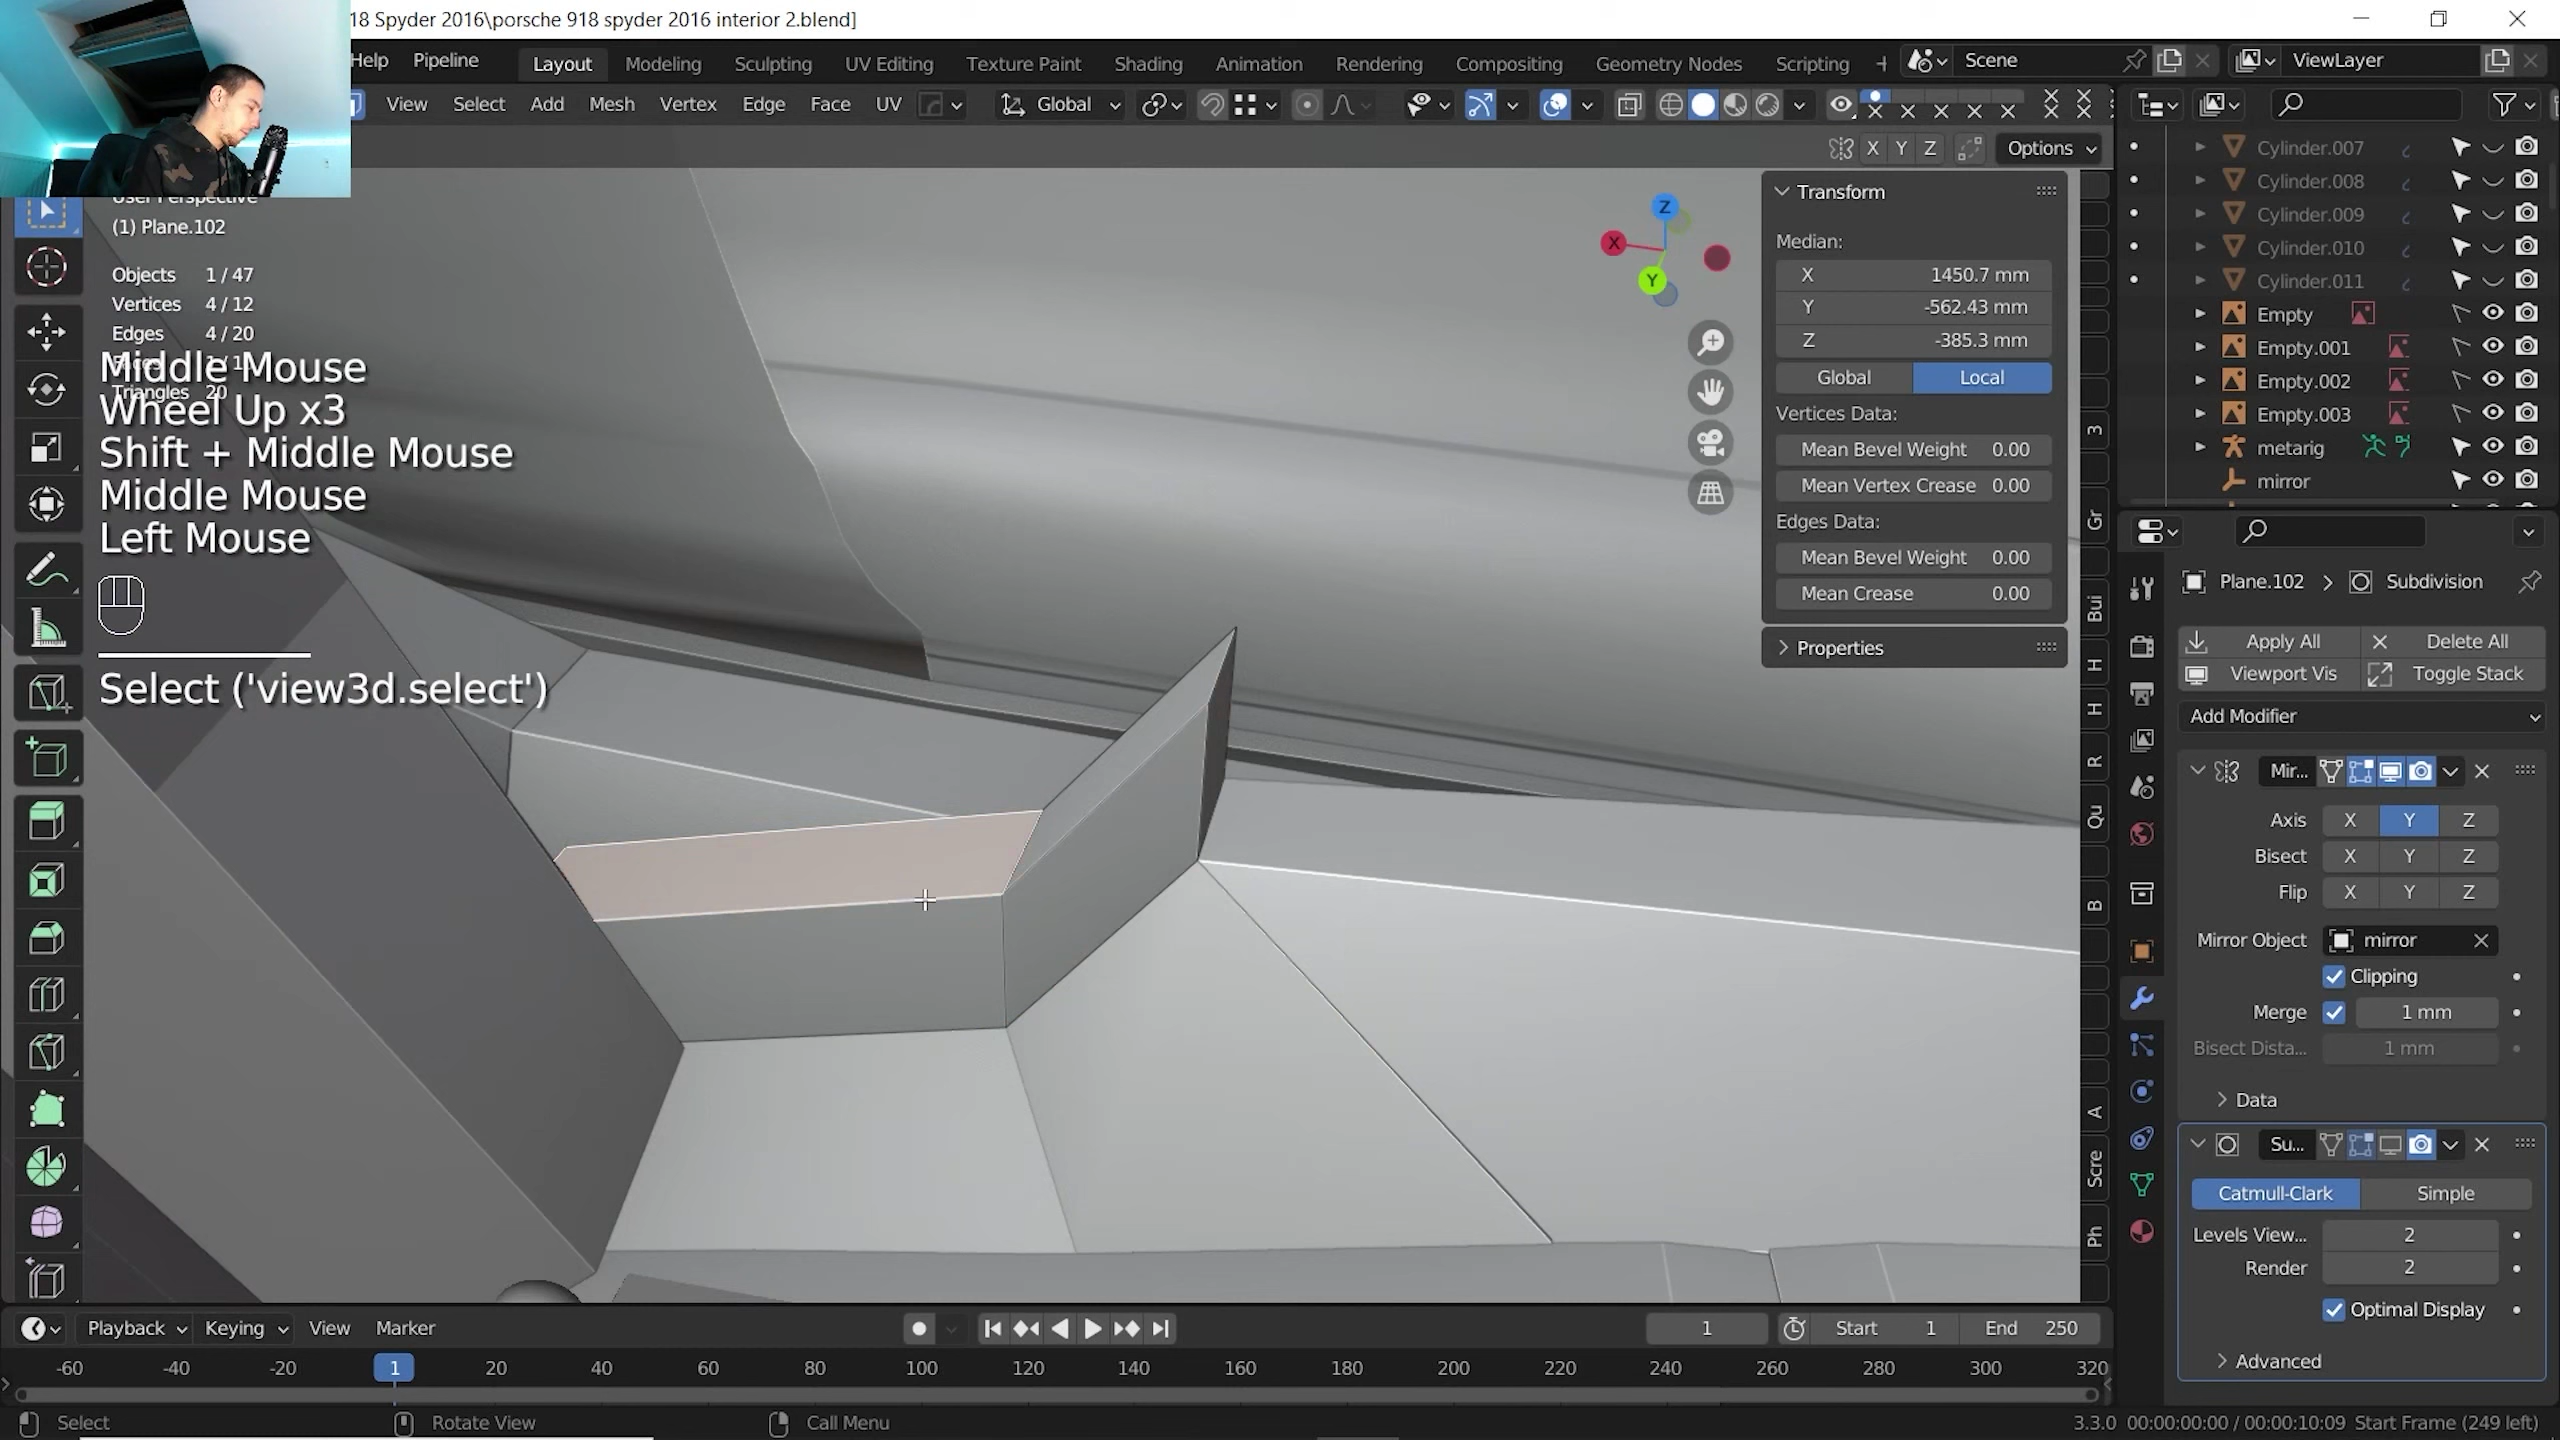 18 Spyder 2016\porsche 918 spyder 2016 interior 2.blend]
Help Pipeline Layout Modeling Sculpting UV Editing Texture Paint Shading Animation Rendering Compositing Geometry Nodes Scripting + Scene ViewLayer
View Select Add Mesh Vertex Edge Face UV Global
X Y Z Options
User Perspective
(1) Plane.102
Objects 1 / 47
Vertices 4 / 12
Edges 4 / 20
Triangles 20
Middle Mouse
Wheel Up x3
Shift + Middle Mouse
Middle Mouse
Left Mouse
Select ('view3d.select')
Z
X
Y
Transform
Median:
X 1450.7 mm
Y -562.43 mm
Z -385.3 mm
Global Local
Vertices Data:
Mean Bevel Weight 0.00
Mean Vertex Crease 0.00
Edges Data:
Mean Bevel Weight 0.00
Mean Crease 0.00
Properties
3
Gr
Bui
H
H
R
Qu
B
A
Scre
Ph
Cylinder.007
Cylinder.008
Cylinder.009
Cylinder.010
Cylinder.011
Empty
Empty.001
Empty.002
Empty.003
metarig
mirror
Plane.102 > Subdivision
Apply All Delete All
Viewport Vis Toggle Stack
Add Modifier
Mir...
Axis X Y Z
Bisect X Y Z
Flip X Y Z
Mirror Object mirror
Clipping
Merge 1 mm
Bisect Dista... 1 mm
Data
Su...
Catmull-Clark Simple
Levels View... 2
Render 2
Optimal Display
Advanced
Playback Keying View Marker 1 Start 1 End 250
-60 -40 -20 1 20 40 60 80 100 120 140 160 180 200 220 240 260 280 300 320
Select Rotate View Call Menu 3.3.0 00:00:00:00 / 00:00:10:09 Start Frame (249 left)